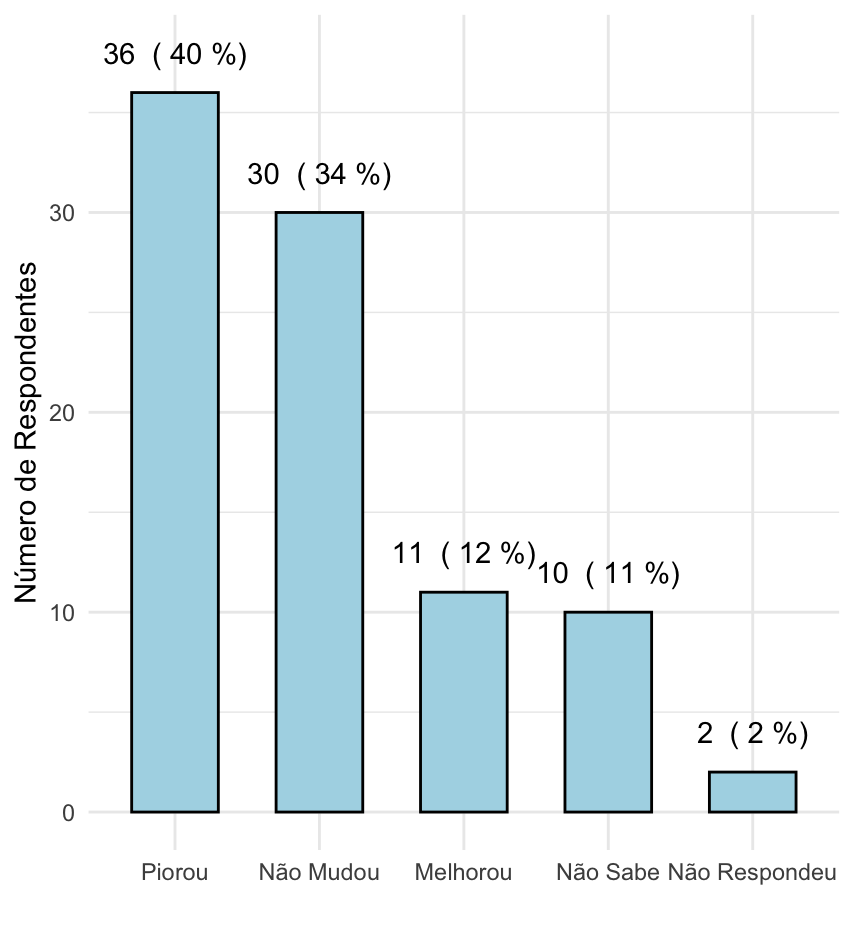 36 ( 40 %)
30 ( 34 %)
11 ( 12 %)
10 ( 11 %)
2 ( 2 %)
Número de Respondentes
30
20
10
0
Piorou Não Mudou Melhorou Não Sabe Não Respondeu